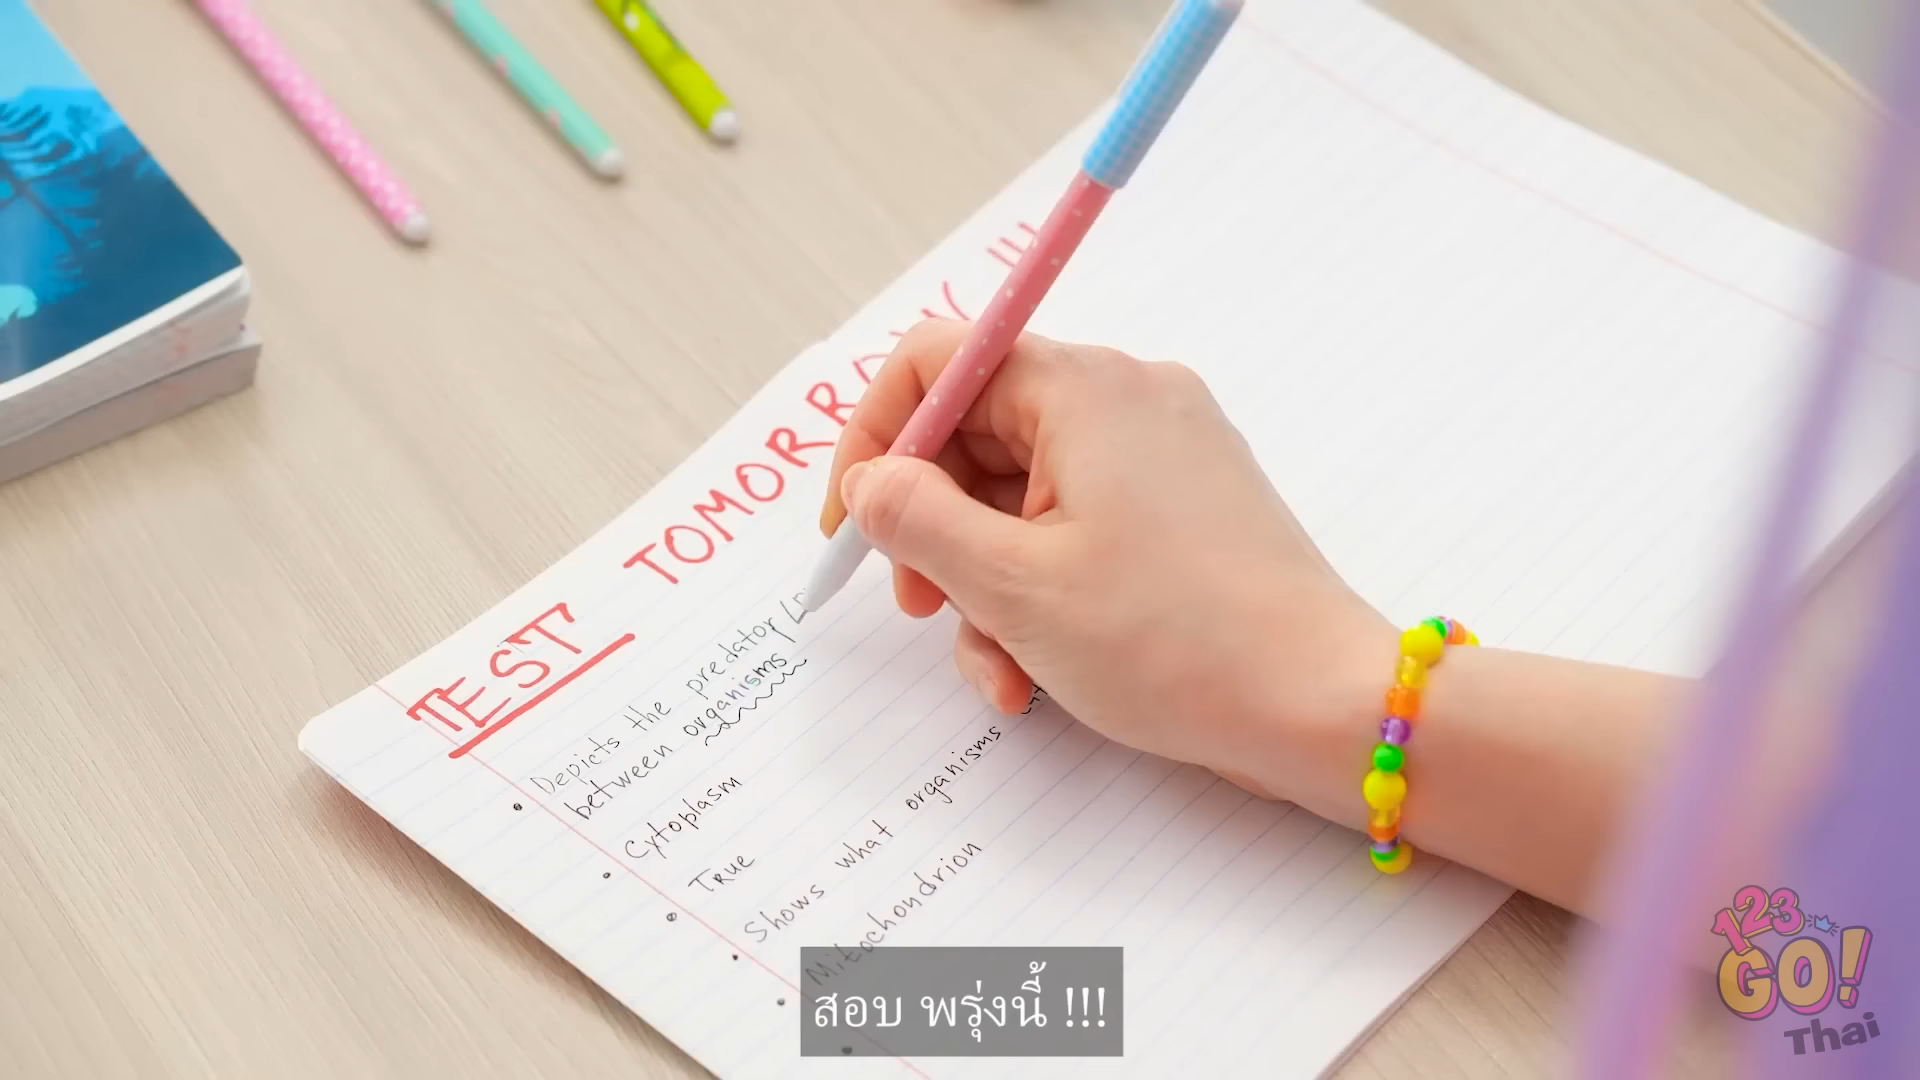 TEST TOMORROW !!!
Depicts the predator
between organisms
Cytoplasm
True
Shows what organisms
Mitochondrion
สอบ พรุ่งนี้ !!!
123
GO!
Thai